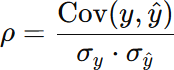 ρ = Cov(y, ŷ) / σ_y · σ_ŷ